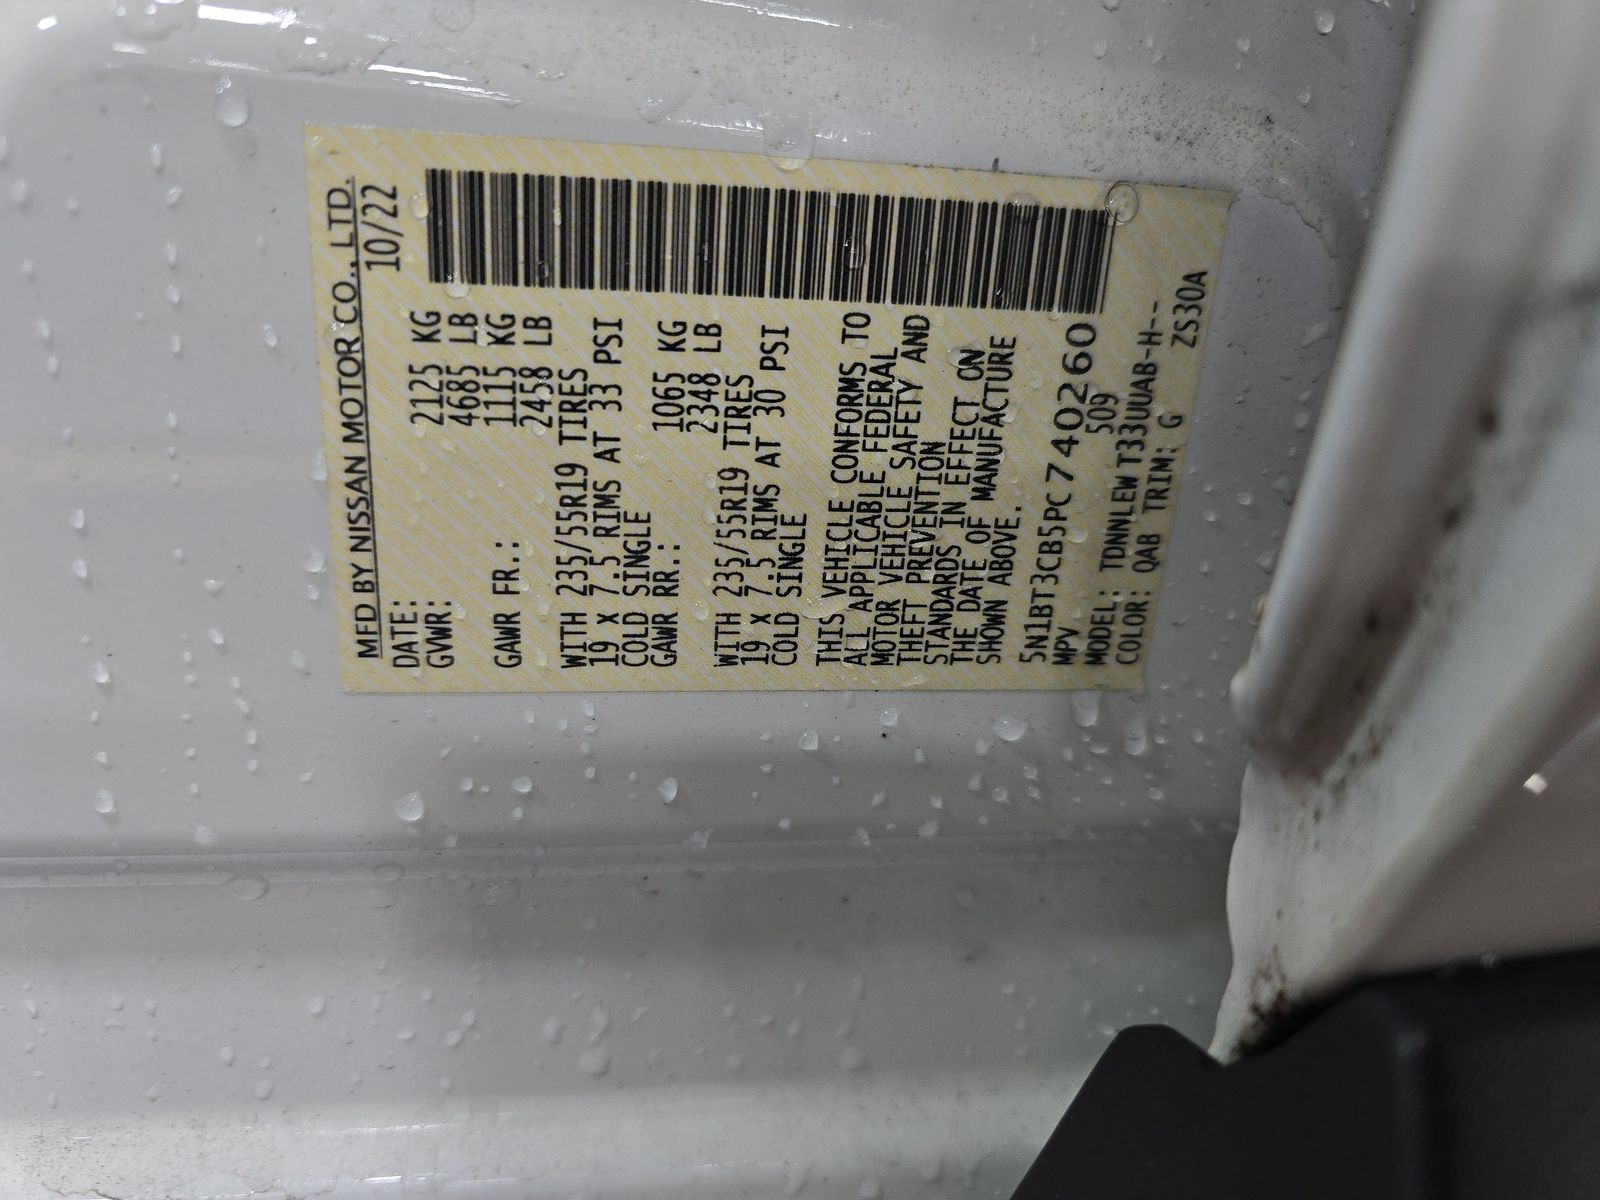 MFD BY NISSAN MOTOR CO., LTD.
DATE: 10/22
GVWR: 2125 KG
4685 LB
GAWR FR.: 1115 KG
2458 LB
WITH 235/55R19 TIRES
19 x 7.5 RIMS AT 33 PSI
COLD SINGLE
GAWR RR.: 1065 KG
2348 LB
WITH 235/55R19 TIRES
19 x 7.5 RIMS AT 30 PSI
COLD SINGLE
THIS VEHICLE CONFORMS TO
ALL APPLICABLE FEDERAL
MOTOR VEHICLE SAFETY AND
THEFT PREVENTION
STANDARDS IN EFFECT ON
THE DATE OF MANUFACTURE
SHOWN ABOVE.
5N1BT3CB5PC740260
MPV 509
MODEL: TDNNLEWT33UUAB-H--
COLOR: QAB TRIM: G ZS30A